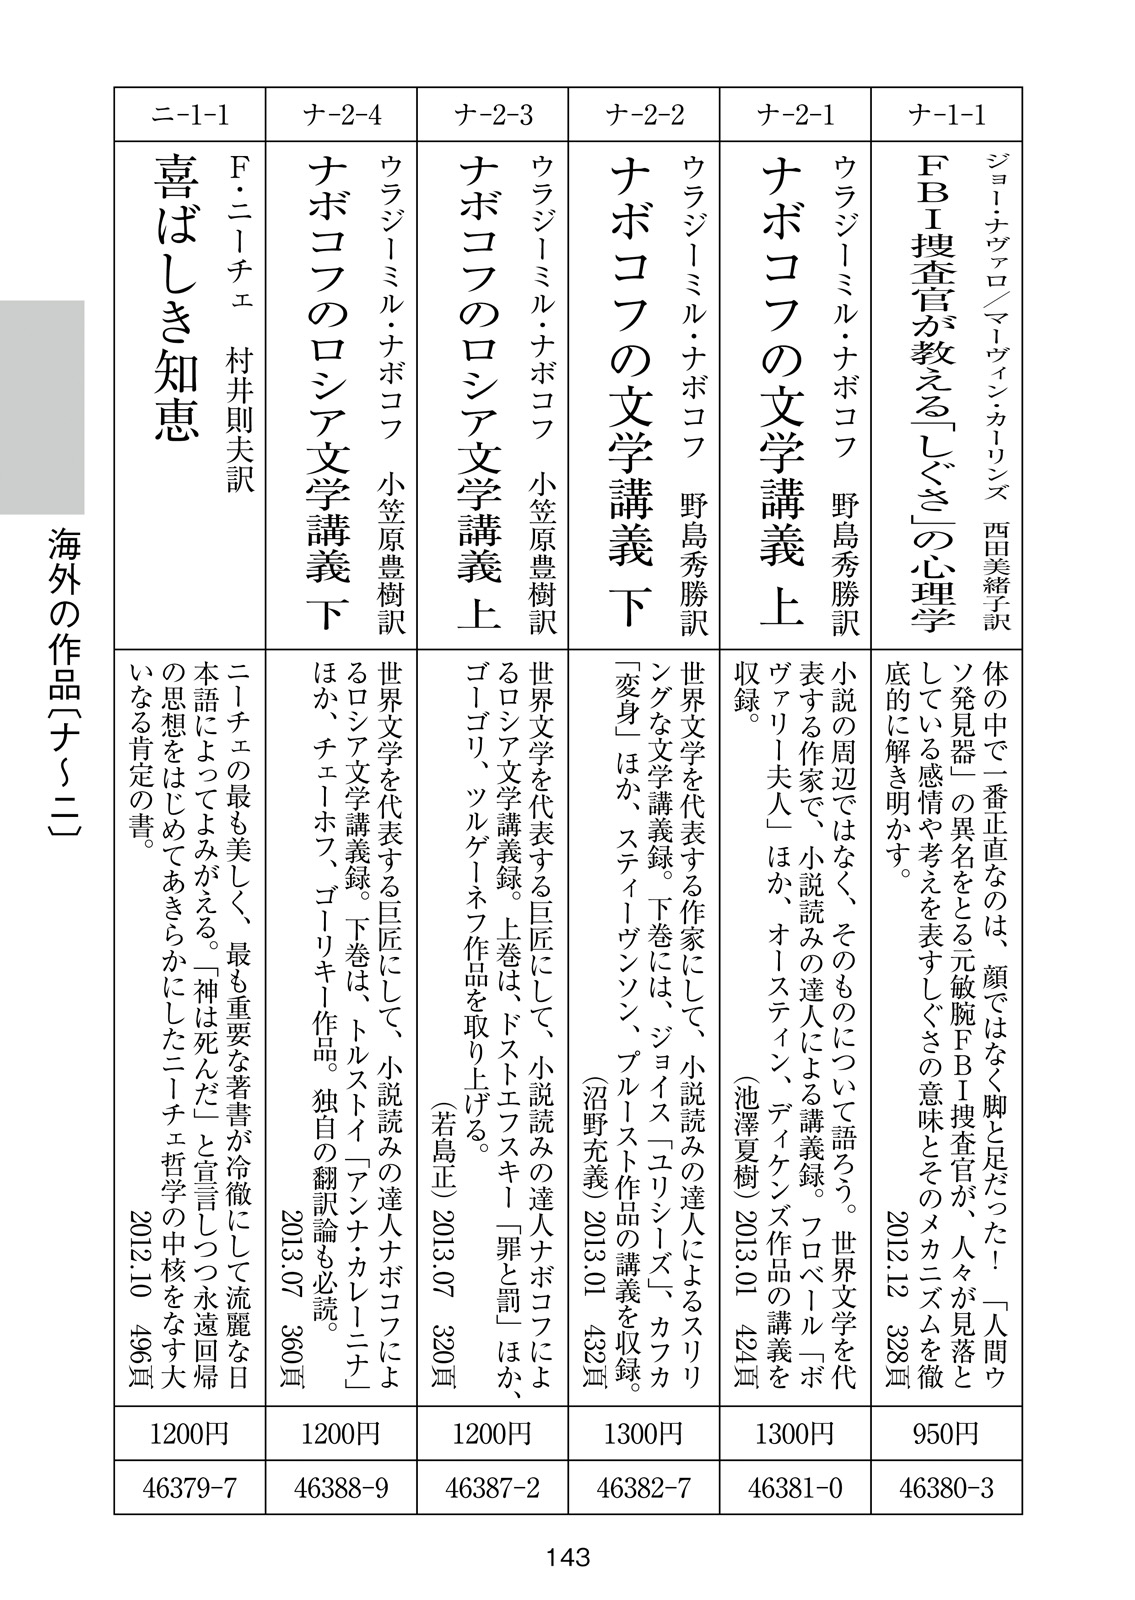 ナ-1-1
ジョー・ナヴァロ／マーヴィン・カーリンズ　西田美緒子訳
FBI捜査官が教える「しぐさ」の心理学
体の中で一番正直なのは、顔ではなく脚と足だった！　「人間ウ
ソ発見器」の異名をとる元敏腕FBI捜査官が、人々が見落と
している感情や考えを表すしぐさの意味とそのメカニズムを徹
底的に解き明かす。
2012.12　328頁
950円
46380-3
ナ-2-1
ウラジーミル・ナボコフ　野島秀勝訳
ナボコフの文学講義 上
小説の周辺ではなく、そのものについて語ろう。世界文学を代
表する作家で、小説読みの達人による講義録。フロベール「ボ
ヴァリー夫人」ほか、オースティン、ディケンズ作品の講義を
収録。
（池澤夏樹）2013.01　424頁
1300円
46381-0
ナ-2-2
ウラジーミル・ナボコフ　野島秀勝訳
ナボコフの文学講義 下
世界文学を代表する作家にして、小説読みの達人によるスリリ
ングな文学講義録。下巻には、ジョイス「ユリシーズ」、カフカ
「変身」ほか、スティーヴンソン、プルースト作品の講義を収録。
（沼野充義）2013.01　432頁
1300円
46382-7
ナ-2-3
ウラジーミル・ナボコフ　小笠原豊樹訳
ナボコフのロシア文学講義 上
世界文学を代表する巨匠にして、小説読みの達人ナボコフによ
るロシア文学講義録。上巻は、ドストエフスキー「罪と罰」ほか、
ゴーゴリ、ツルゲーネフ作品を取り上げる。
（若島正）2013.07　320頁
1200円
46387-2
ナ-2-4
ウラジーミル・ナボコフ　小笠原豊樹訳
ナボコフのロシア文学講義 下
世界文学を代表する巨匠にして、小説読みの達人ナボコフによ
るロシア文学講義録。下巻は、トルストイ「アンナ・カレーニナ」
ほか、チェーホフ、ゴーリキー作品。独自の翻訳論も必読。
2013.07　360頁
1200円
46388-9
ニ-1-1
F・ニーチェ　村井則夫訳
喜ばしき知恵
ニーチェの最も美しく、最も重要な著書が冷徹にして流麗な日
本語によってよみがえる。「神は死んだ」と宣言しつつ永遠回帰
の思想をはじめてあきらかにしたニーチェ哲学の中核をなす大
いなる肯定の書。
2012.10　496頁
1200円
46379-7
海外の作品〔ナ〜ニ〕
143